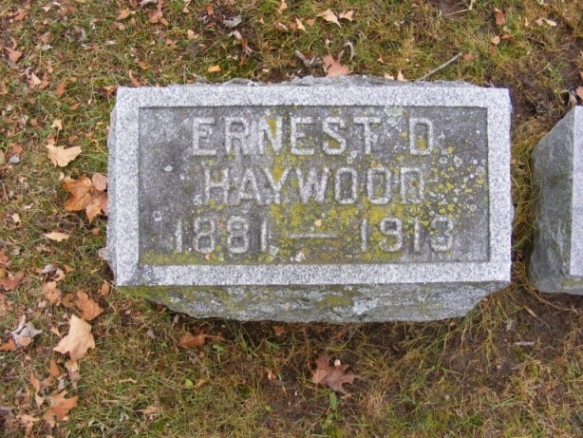 ERNEST D
HAYWOOD
1881 — 1913